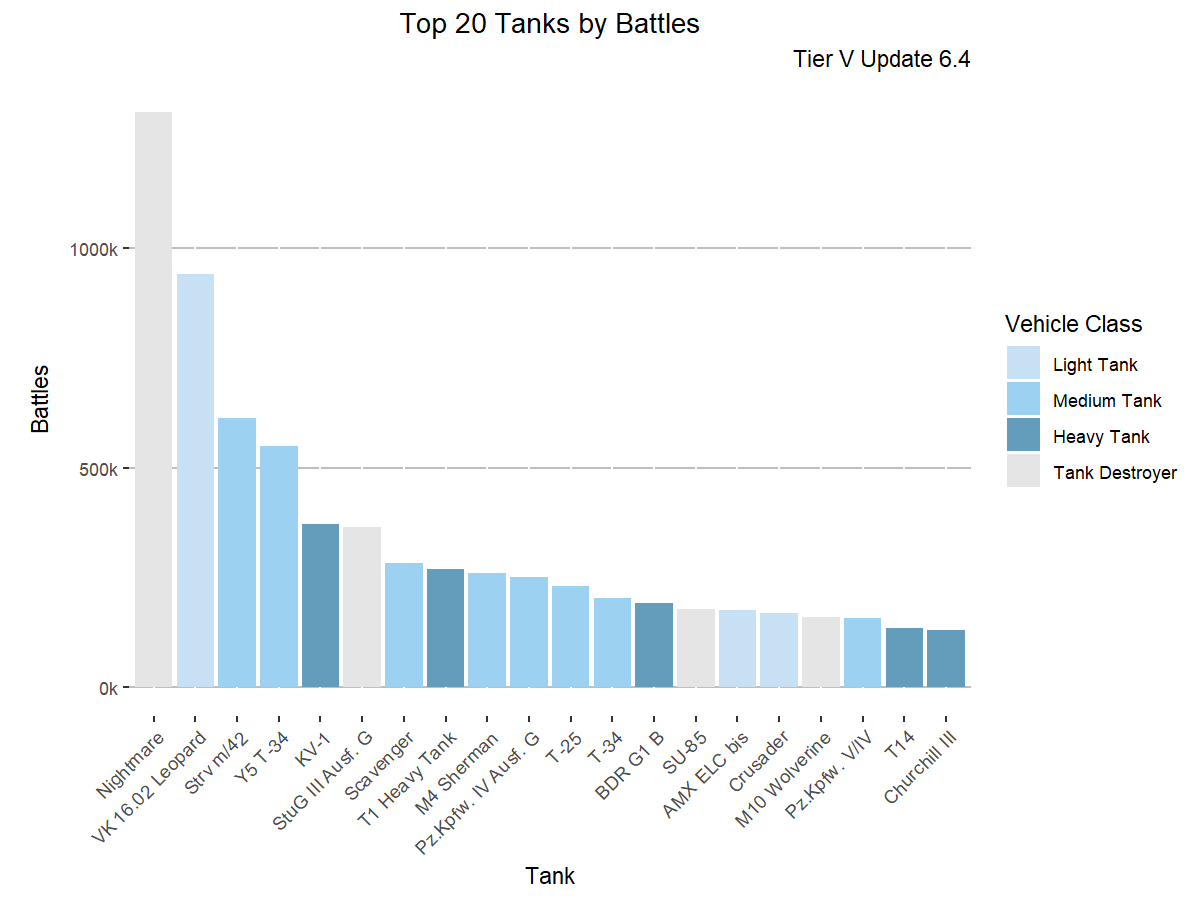 Top 20 Tanks by Battles
Tier V Update 6.4
Battles
1000k
500k
0k
Nightmare
VK 16.02 Leopard
Strv m/42
Y5 T-34
KV-1
StuG III Ausf. G
Scavenger
T1 Heavy Tank
M4 Sherman
Pz.Kpfw. IV Ausf. G
T-25
T-34
BDR G1 B
SU-85
AMX ELC bis
Crusader
M10 Wolverine
Pz.Kpfw. V/IV
T14
Churchill III
Tank
Vehicle Class
Light Tank
Medium Tank
Heavy Tank
Tank Destroyer